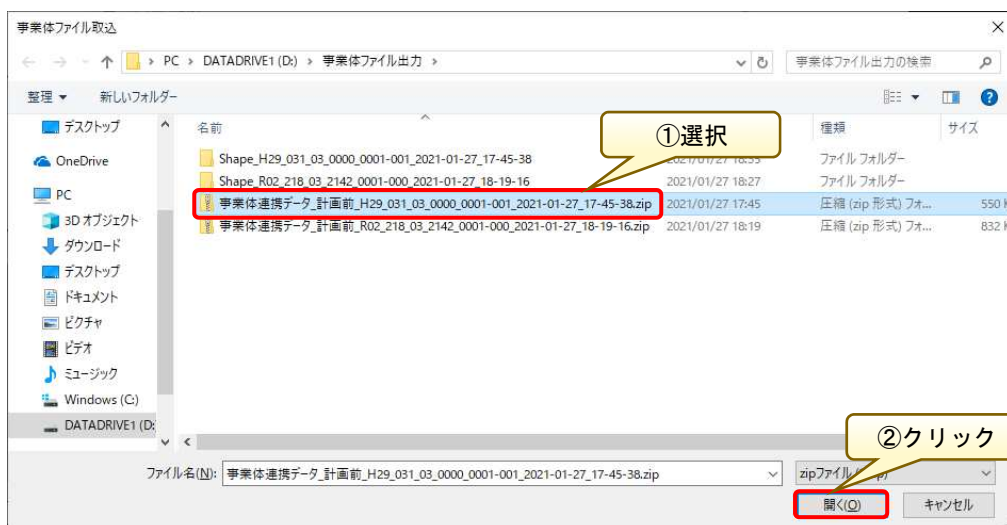 事業体ファイル取込
PC › DATADRIVE1 (D:) › 事業体ファイル出力 ›
事業体ファイル出力の検索
整理 新しいフォルダー
名前 種類 サイズ
①選択
デスクトップ
OneDrive
PC
3D オブジェクト
ダウンロード
デスクトップ
ドキュメント
ピクチャ
ビデオ
ミュージック
Windows (C:)
DATADRIVE1 (D:
Shape_H29_031_03_0000_0001-001_2021-01-27_17-45-38 ファイル フォルダー
Shape_R02_218_03_2142_0001-000_2021-01-27_18-19-16 2021/01/27 18:27 ファイル フォルダー
事業体連携データ_計画前_H29_031_03_0000_0001-001_2021-01-27_17-45-38.zip 2021/01/27 17:45 圧縮 (zip 形式) フォ... 550
事業体連携データ_計画前_R02_218_03_2142_0001-000_2021-01-27_18-19-16.zip 2021/01/27 18:19 圧縮 (zip 形式) フォ... 832
②クリック
ファイル名(N): 事業体連携データ_計画前_H29_031_03_0000_0001-001_2021-01-27_17-45-38.zip
zipファイル
開く(O) キャンセル